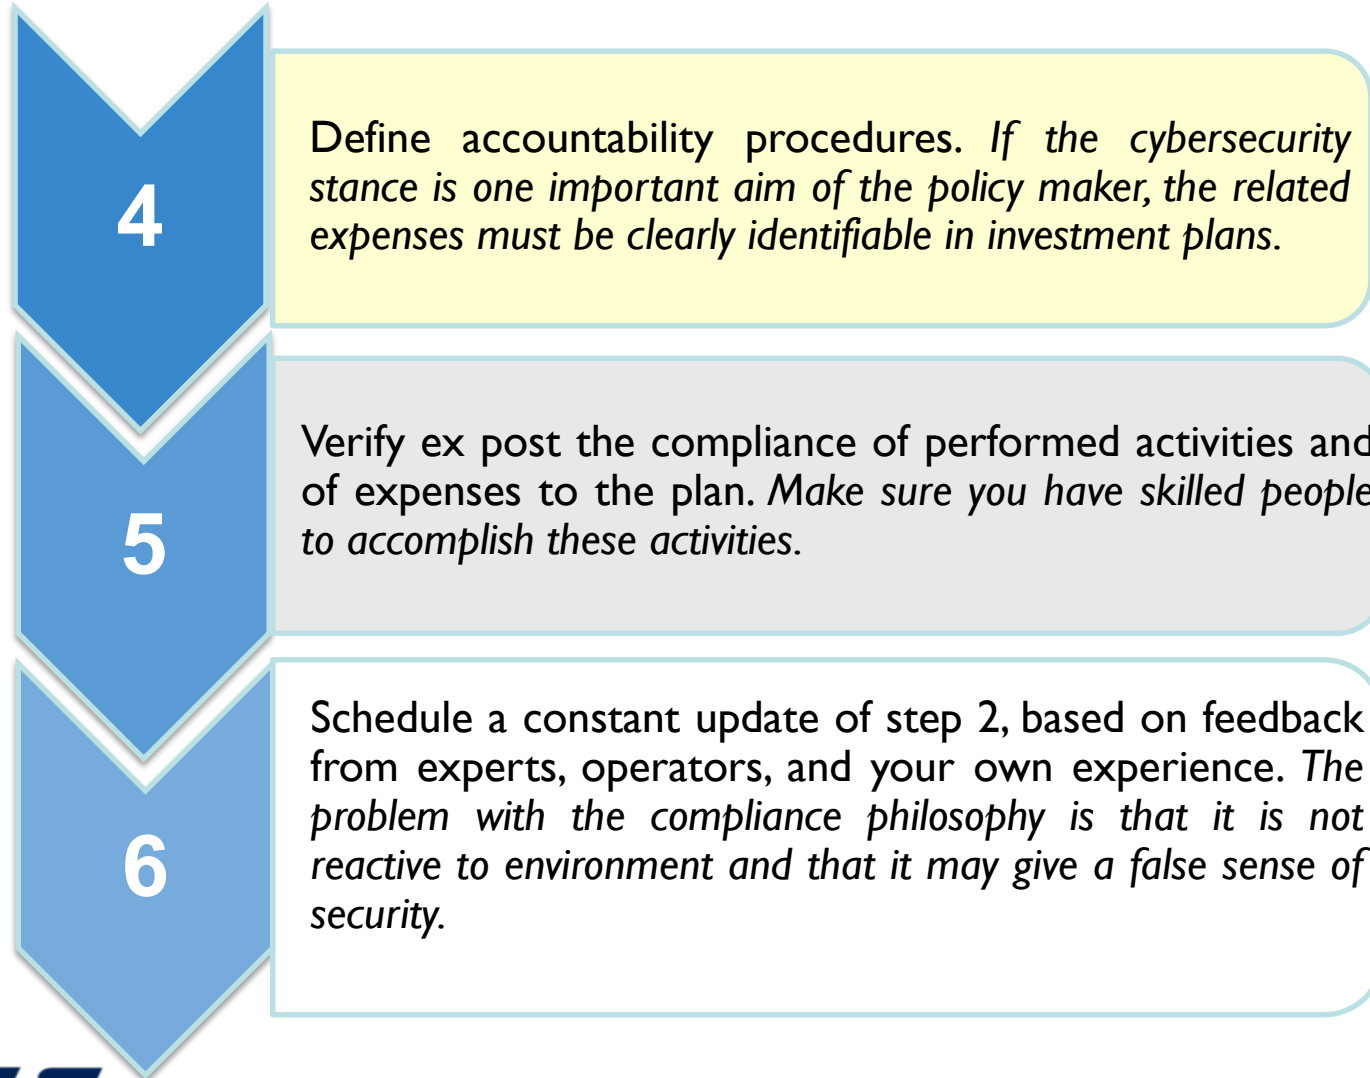 4
Define accountability procedures. If the cybersecurity
stance is one important aim of the policy maker, the related
expenses must be clearly identifiable in investment plans.
5
Verify ex post the compliance of performed activities and
of expenses to the plan. Make sure you have skilled people
to accomplish these activities.
6
Schedule a constant update of step 2, based on feedback
from experts, operators, and your own experience. The
problem with the compliance philosophy is that it is not
reactive to environment and that it may give a false sense of
security.